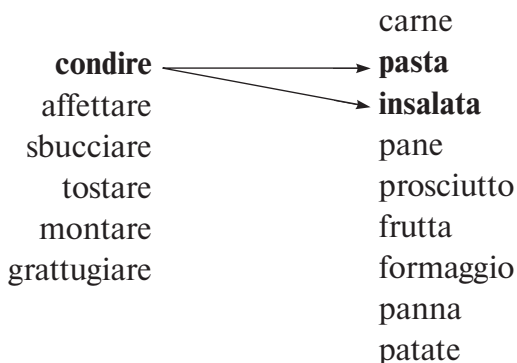 condire
affettare
sbucciare
tostare
montare
grattugiare
carne
pasta
insalata
pane
prosciutto
frutta
formaggio
panna
patate